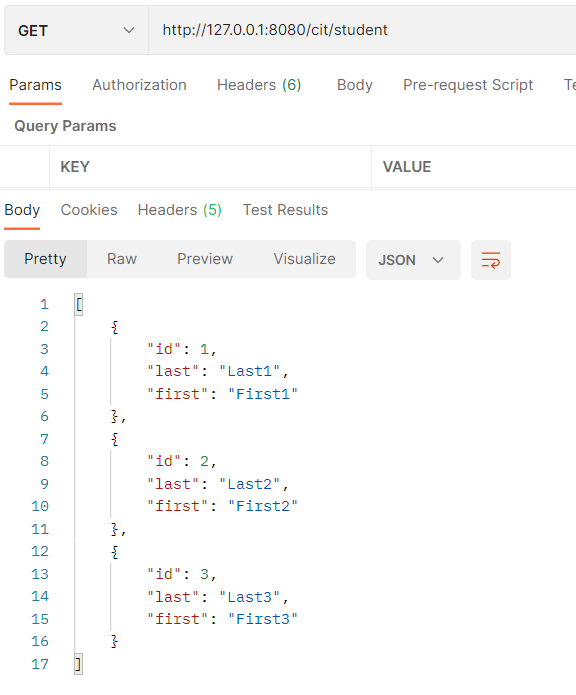 GET http://127.0.0.1:8080/cit/student
Params Authorization Headers (6) Body Pre-request Script Te
Query Params
KEY VALUE
Body Cookies Headers (5) Test Results
Pretty Raw Preview Visualize JSON
1 [
2 {
3 "id": 1,
4 "last": "Last1",
5 "first": "First1"
6 },
7 {
8 "id": 2,
9 "last": "Last2",
10 "first": "First2"
11 },
12 {
13 "id": 3,
14 "last": "Last3",
15 "first": "First3"
16 }
17 ]